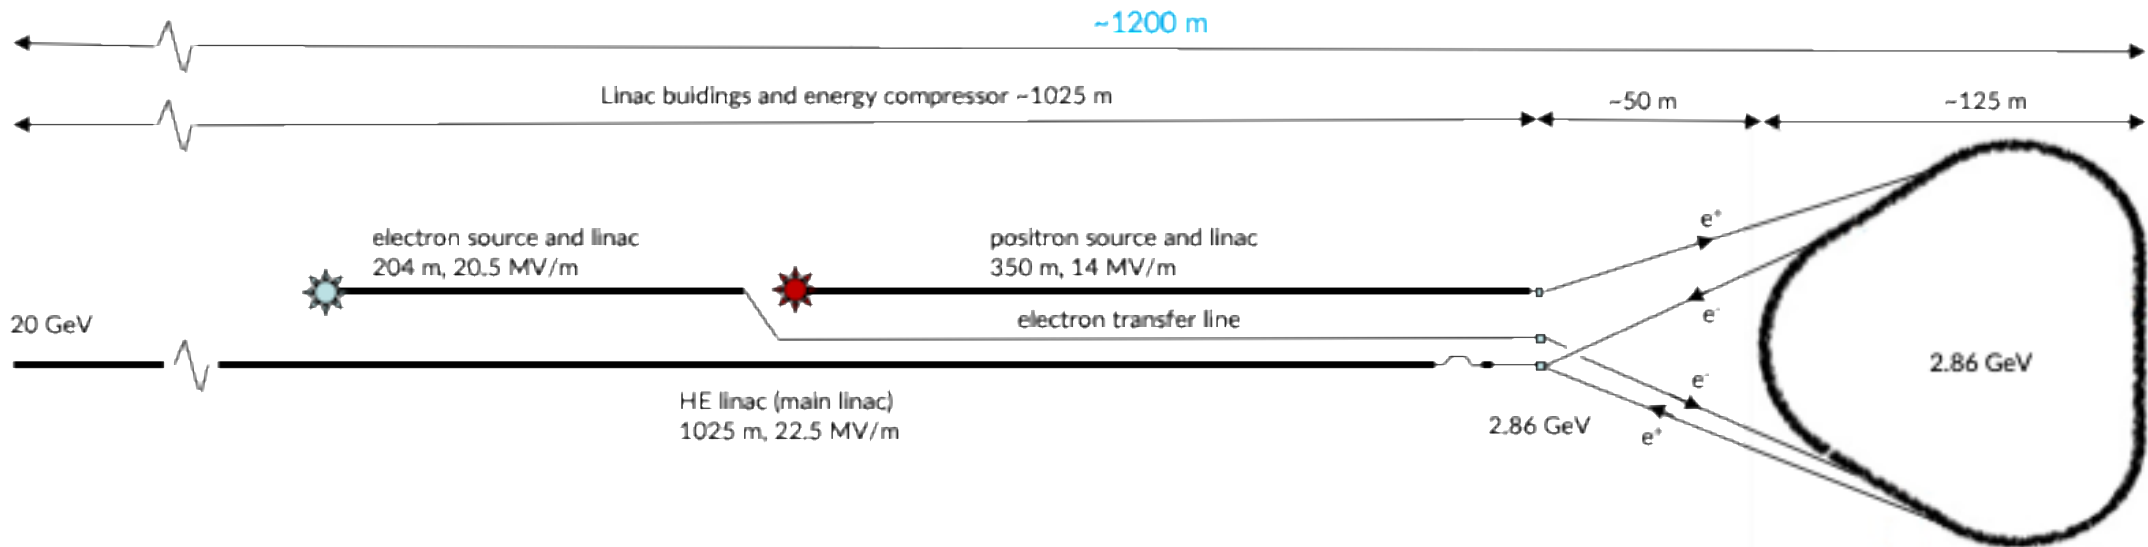 ~1200 m
Linac buidings and energy compressor ~1025 m
~50 m
~125 m
e⁺
electron source and linac
204 m, 20.5 MV/m
positron source and linac
350 m, 14 MV/m
e⁻
20 GeV
electron transfer line
2.86 GeV
e⁻
HE linac (main linac)
1025 m, 22.5 MV/m
2.86 GeV
e⁺